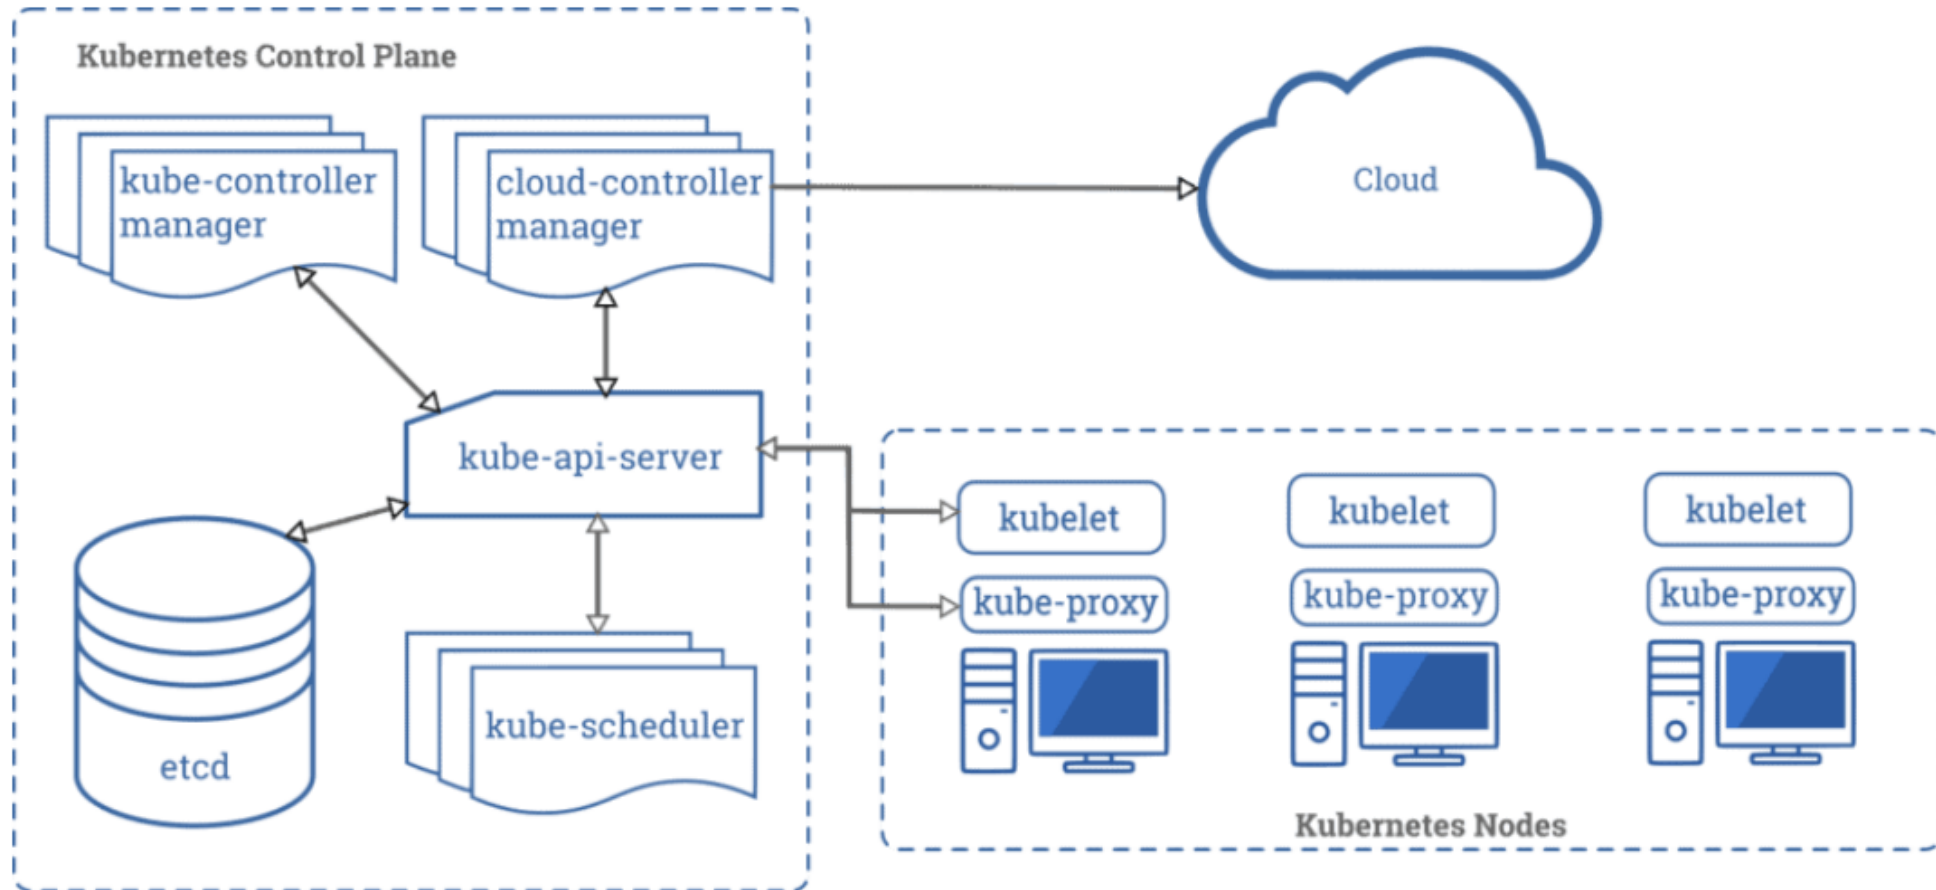 Kubernetes Control Plane
kube-controller
manager
cloud-controller
manager
Cloud
kube-api-server
etcd
kube-scheduler
kubelet
kube-proxy
kubelet
kube-proxy
kubelet
kube-proxy
Kubernetes Nodes